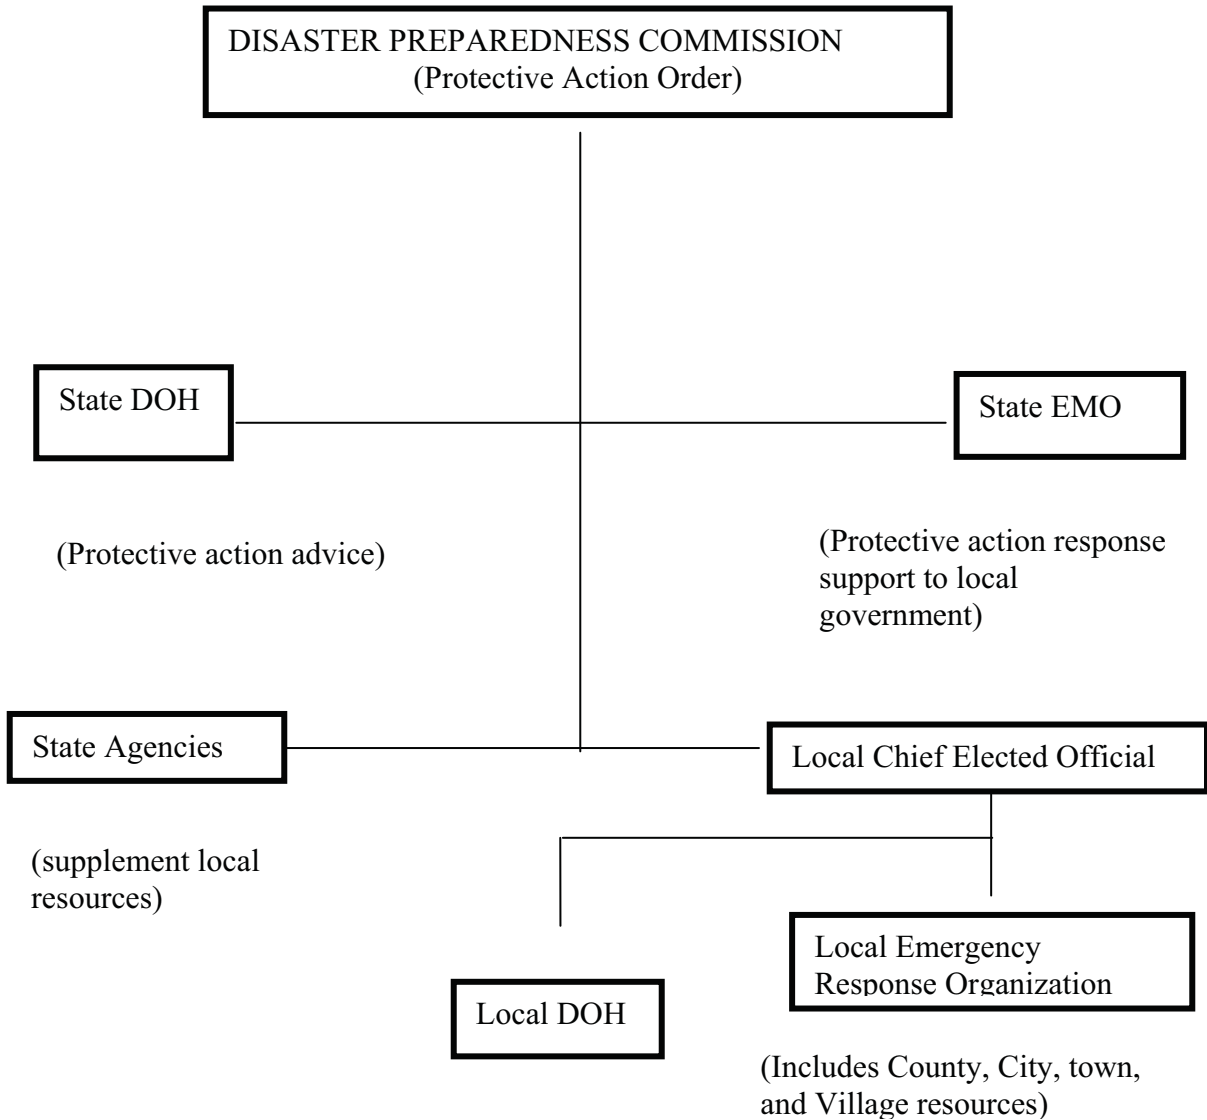 DISASTER PREPAREDNESS COMMISSION
(Protective Action Order)
State DOH
State EMO
(Protective action advice)
(Protective action response
support to local
government)
State Agencies
Local Chief Elected Official
(supplement local
resources)
Local Emergency
Response Organization
Local DOH
(Includes County, City, town,
and Village resources)